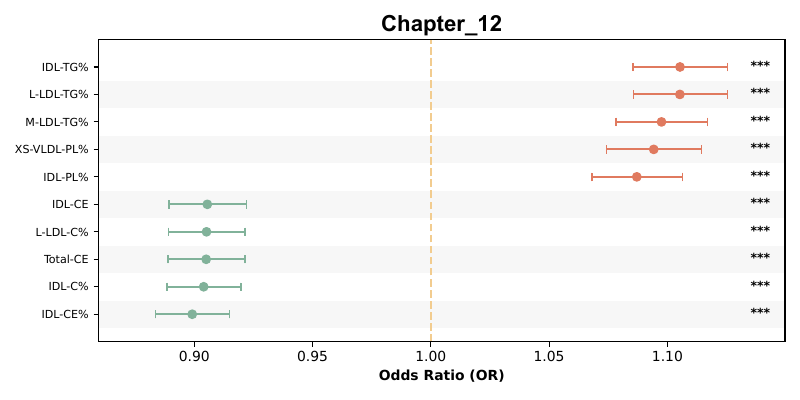 Chapter_12
IDL-TG% ***
L-LDL-TG% ***
M-LDL-TG% ***
XS-VLDL-PL% ***
IDL-PL% ***
IDL-CE ***
L-LDL-C% ***
Total-CE ***
IDL-C% ***
IDL-CE% ***
0.90 0.95 1.00 1.05 1.10
Odds Ratio (OR)